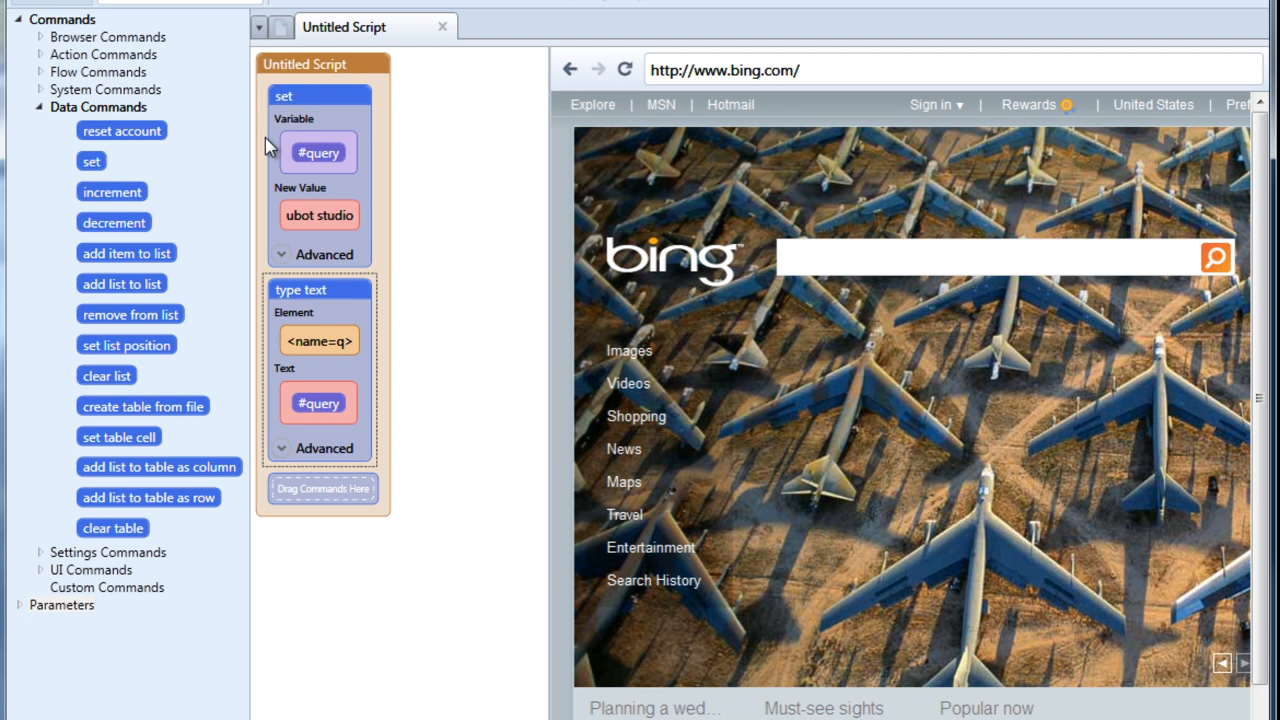 Commands
Browser Commands
Action Commands
Flow Commands
System Commands
Data Commands
reset account
set
increment
decrement
add item to list
add list to list
remove from list
set list position
clear list
create table from file
set table cell
add list to table as column
add list to table as row
clear table
Settings Commands
UI Commands
Custom Commands
Parameters
Untitled Script
Untitled Script
set
Variable
#query
New Value
ubot studio
Advanced
type text
Element
<name=q>
Text
#query
Advanced
Drag Commands Here
http://www.bing.com/
Explore | MSN | Hotmail
Sign in | Rewards | United States | Pref
bing™
Images
Videos
Shopping
News
Maps
Travel
Entertainment
Search History
Planning a wed... Must-see sights Popular now